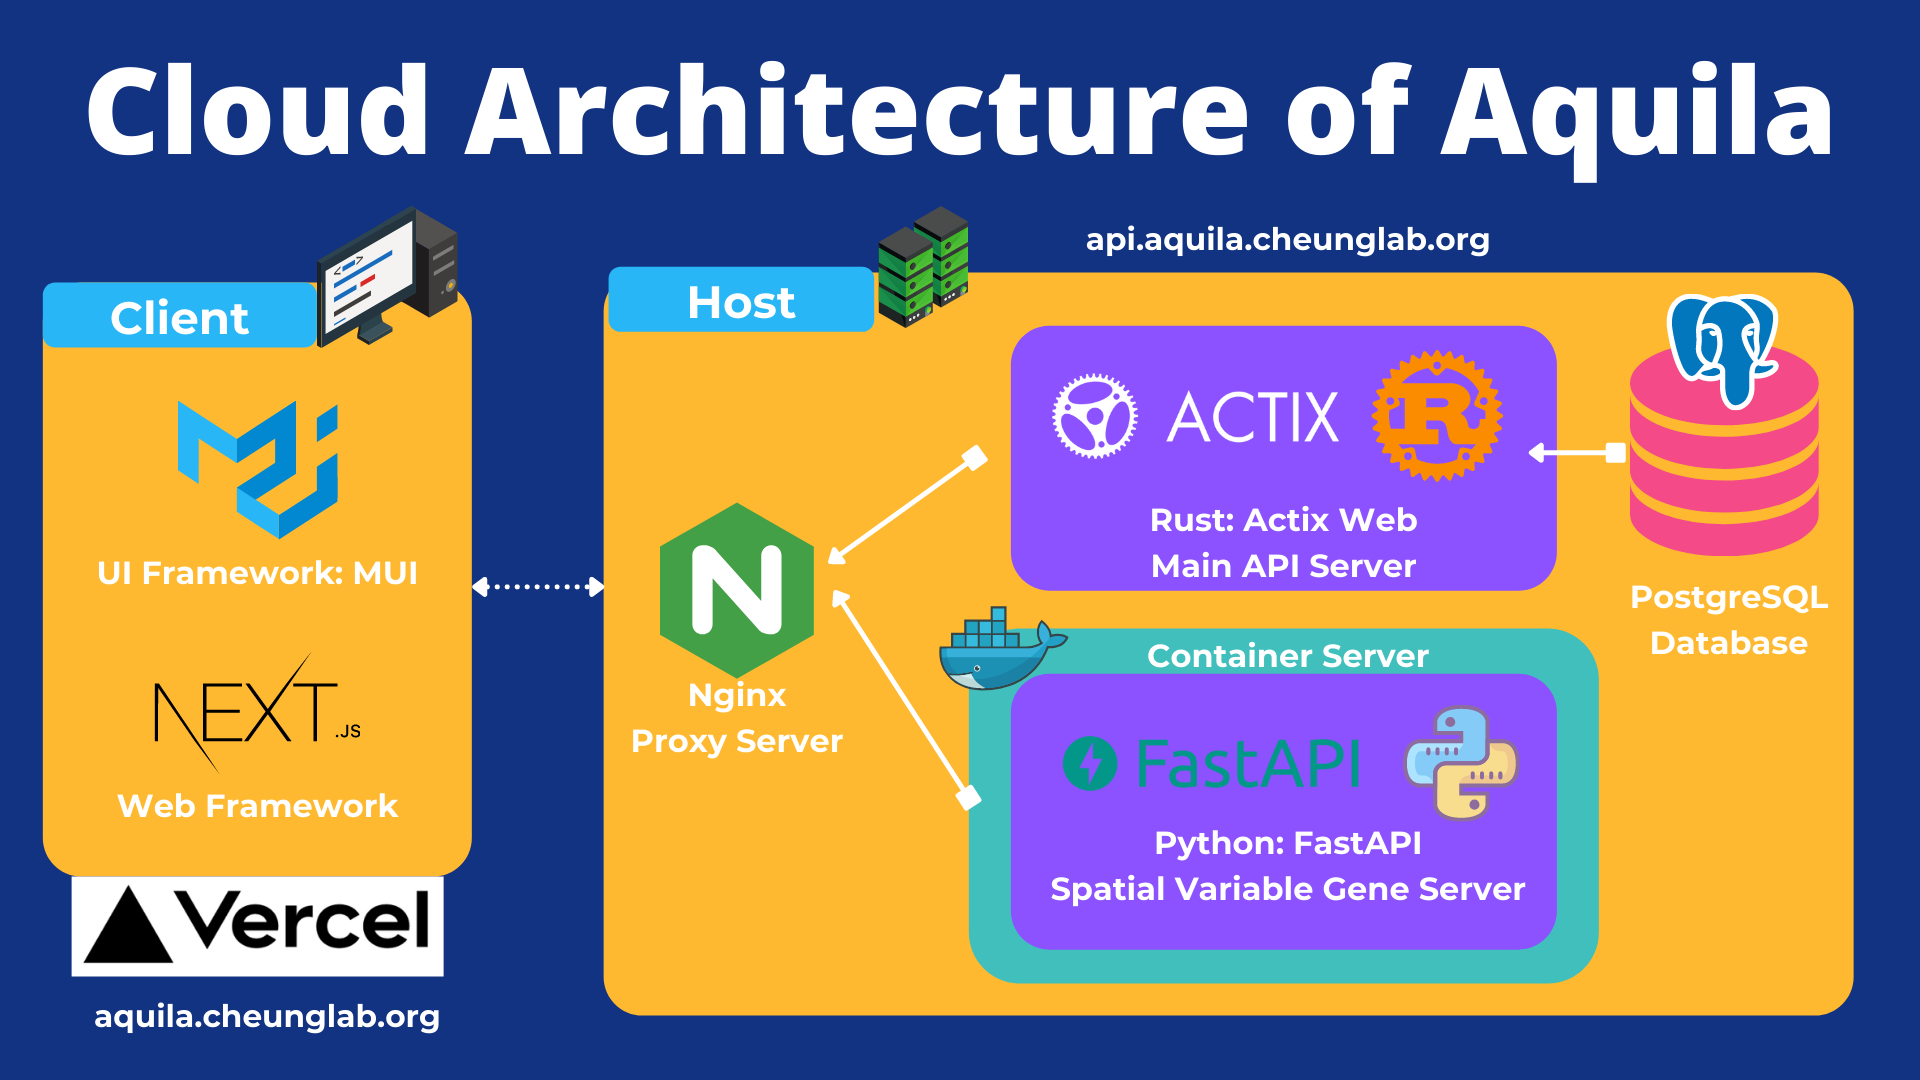 Cloud Architecture of Aquila
api.aquila.cheunglab.org
Client
Host
UI Framework: MUI
NEXT.JS
Web Framework
Vercel
aquila.cheunglab.org
N
Nginx
Proxy Server
ACTIX
R
Rust: Actix Web
Main API Server
PostgreSQL
Database
Container Server
FastAPI
Python: FastAPI
Spatial Variable Gene Server